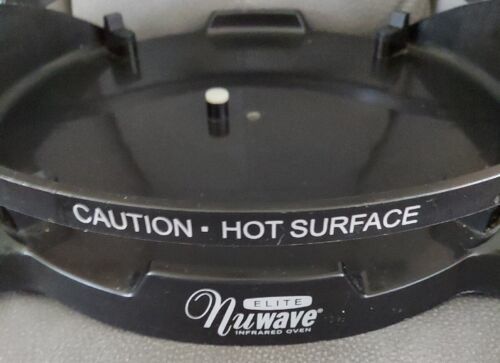 CAUTION · HOT SURFACE
ELITE
Nuwave®
INFRARED OVEN